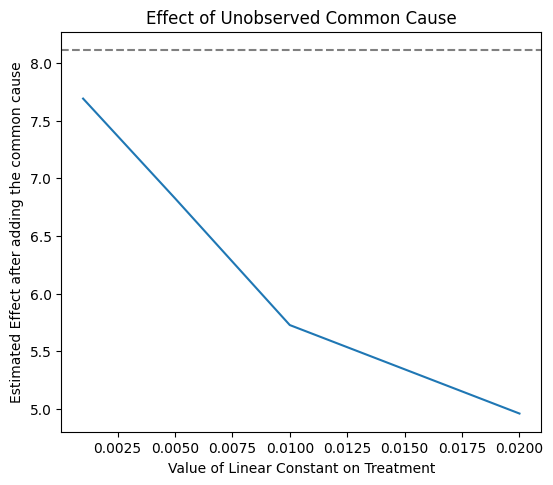 Effect of Unobserved Common Cause
Estimated Effect after adding the common cause
8.0
7.5
7.0
6.5
6.0
5.5
5.0
0.0025 0.0050 0.0075 0.0100 0.0125 0.0150 0.0175 0.0200
Value of Linear Constant on Treatment